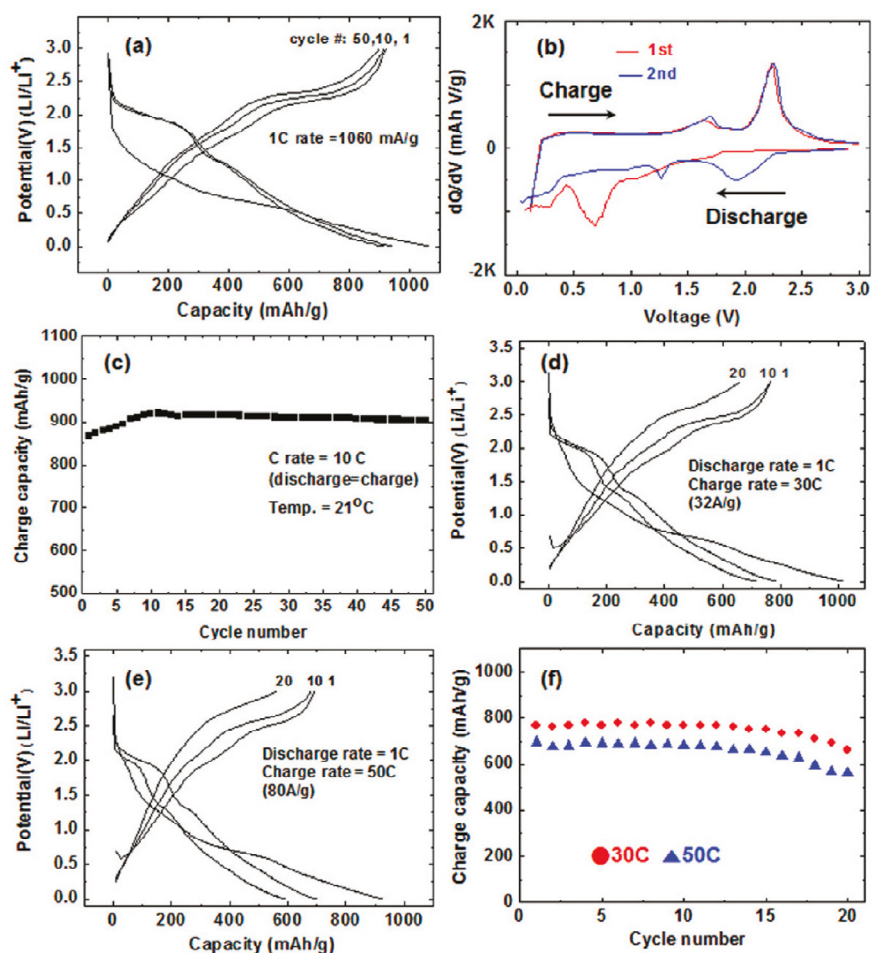 (a)
cycle #: 50,10, 1
1C rate =1060 mA/g
Potential(V) (LI/LI+)
3.5
3.0
2.5
2.0
1.5
1.0
0.5
0.0
0 200 400 600 800 1000
Capacity (mAh/g)
(b)
1st
2nd
Charge
Discharge
dQ/dV (mAh V/g)
2K
0
-2K
0.0 0.5 1.0 1.5 2.0 2.5 3.0
Voltage (V)
(c)
C rate = 10 C
(discharge=charge)
Temp. = 21°C
Charge capacity (mAh/g)
1100
1000
900
800
700
600
500
0 5 10 15 20 25 30 35 40 45 50
Cycle number
(d)
20 10 1
Discharge rate = 1C
Charge rate = 30C
(32A/g)
Potential(V) (LI/LI+)
3.5
3.0
2.5
2.0
1.5
1.0
0.5
0.0
0 200 400 600 800 1000
Capacity (mAh/g)
(e)
20 10 1
Discharge rate = 1C
Charge rate = 50C
(80A/g)
Potential(V) (LI/LI+)
3.5
3.0
2.5
2.0
1.5
1.0
0.5
0.0
0 200 400 600 800 1000
Capacity (mAh/g)
(f)
30C 50C
Charge capacity (mAh/g)
1000
800
600
400
200
0
0 5 10 15 20
Cycle number